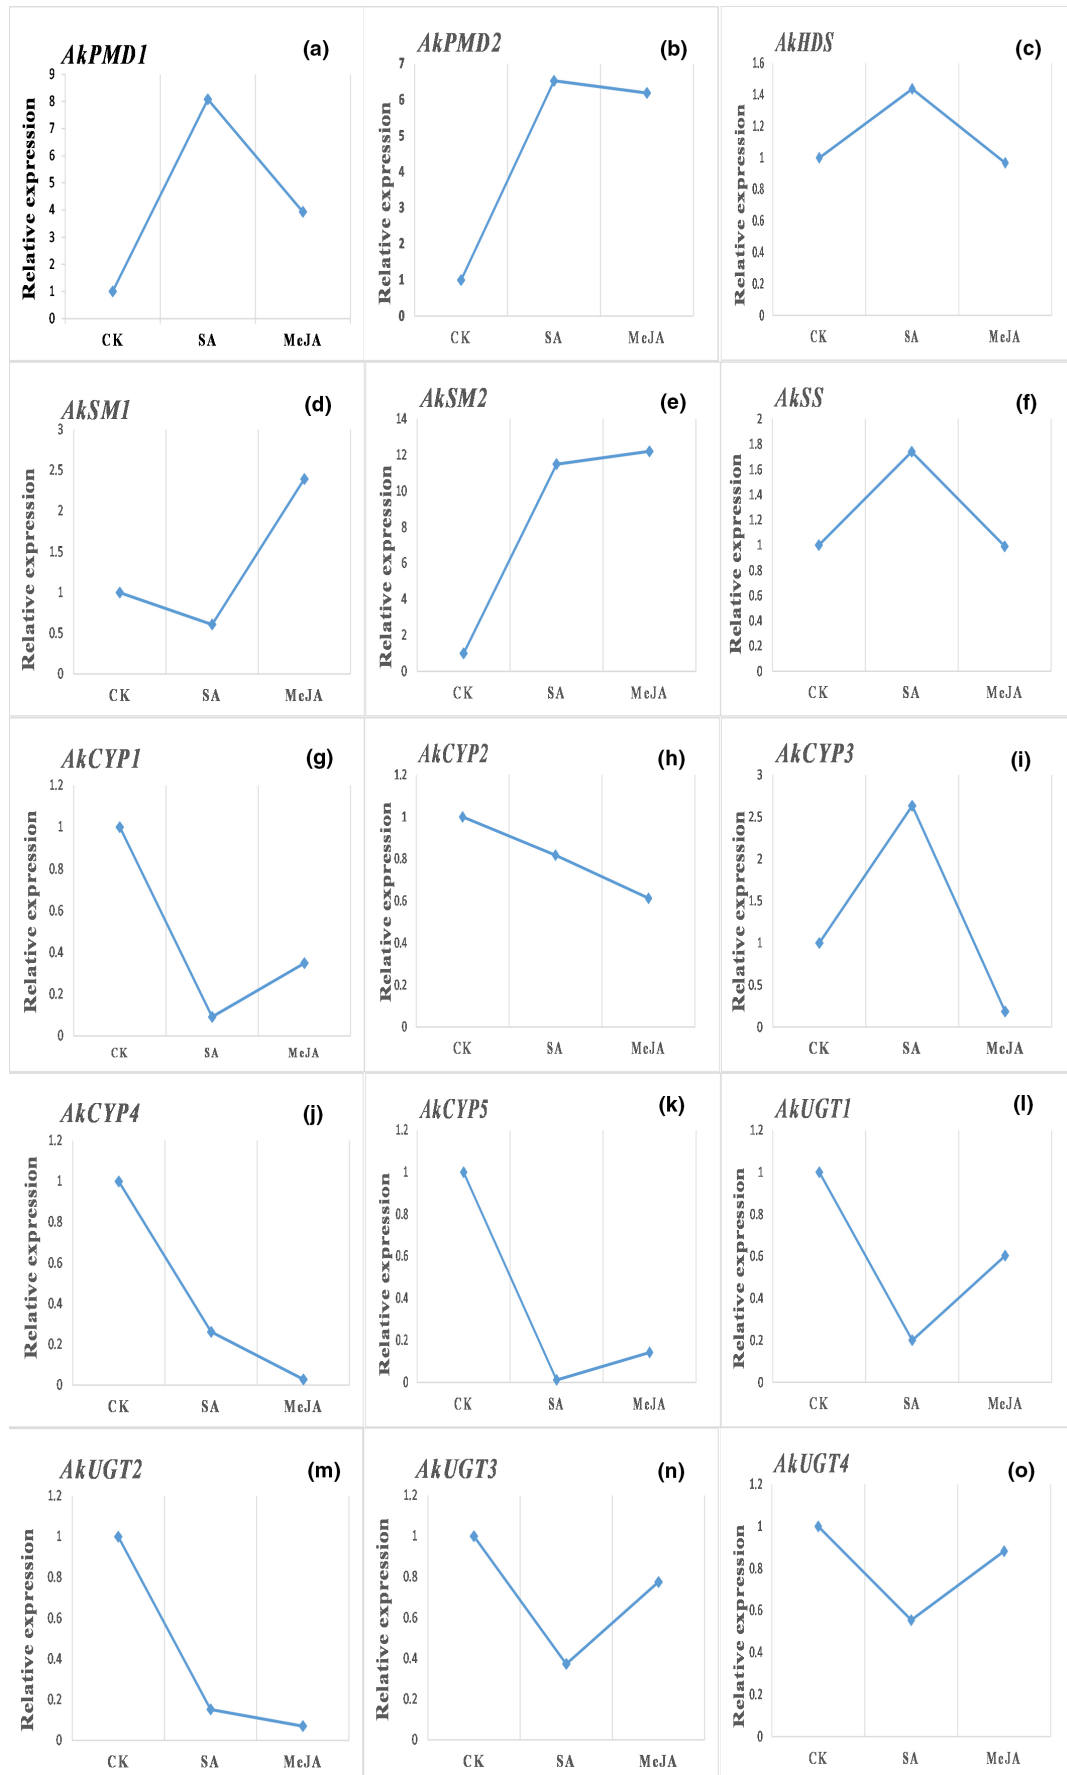 AkPMD1 (a)
Relative expression
9
8
7
6
5
4
3
2
1
0
CK SA MeJA
AkPMD2 (b)
Relative expression
7
6
5
4
3
2
1
0
CK SA MeJA
AkHDS (c)
Relative expression
1.6
1.4
1.2
1
0.8
0.6
0.4
0.2
0
CK SA MeJA
AkSM1 (d)
Relative expression
3
2.5
2
1.5
1
0.5
0
CK SA MeJA
AkSM2 (e)
Relative expression
14
12
10
8
6
4
2
0
CK SA MeJA
AkSS (f)
Relative expression
2
1.8
1.6
1.4
1.2
1
0.8
0.6
0.4
0.2
0
CK SA MeJA
AkCYP1 (g)
Relative expression
1.2
1
0.8
0.6
0.4
0.2
0
CK SA MeJA
AkCYP2 (h)
Relative expression
1.2
1
0.8
0.6
0.4
0.2
0
CK SA MeJA
AkCYP3 (i)
Relative expression
3
2.5
2
1.5
1
0.5
0
CK SA MeJA
AkCYP4 (j)
Relative expression
1.2
1
0.8
0.6
0.4
0.2
0
CK SA MeJA
AkCYP5 (k)
Relative expression
1.2
1
0.8
0.6
0.4
0.2
0
CK SA MeJA
AkUGT1 (l)
Relative expression
1.2
1
0.8
0.6
0.4
0.2
0
CK SA MeJA
AkUGT2 (m)
Relative expression
1.2
1
0.8
0.6
0.4
0.2
0
CK SA MeJA
AkUGT3 (n)
Relative expression
1.2
1
0.8
0.6
0.4
0.2
0
CK SA MeJA
AkUGT4 (o)
Relative expression
1.2
1
0.8
0.6
0.4
0.2
0
CK SA MeJA